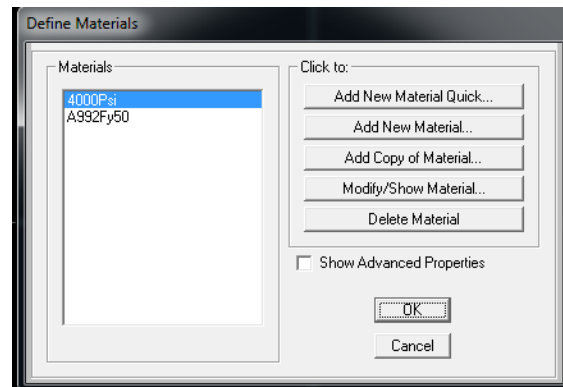 Define Materials
Materials
4000Psi
A992Fy50
Click to:
Add New Material Quick...
Add New Material...
Add Copy of Material...
Modify/Show Material...
Delete Material
Show Advanced Properties
OK
Cancel